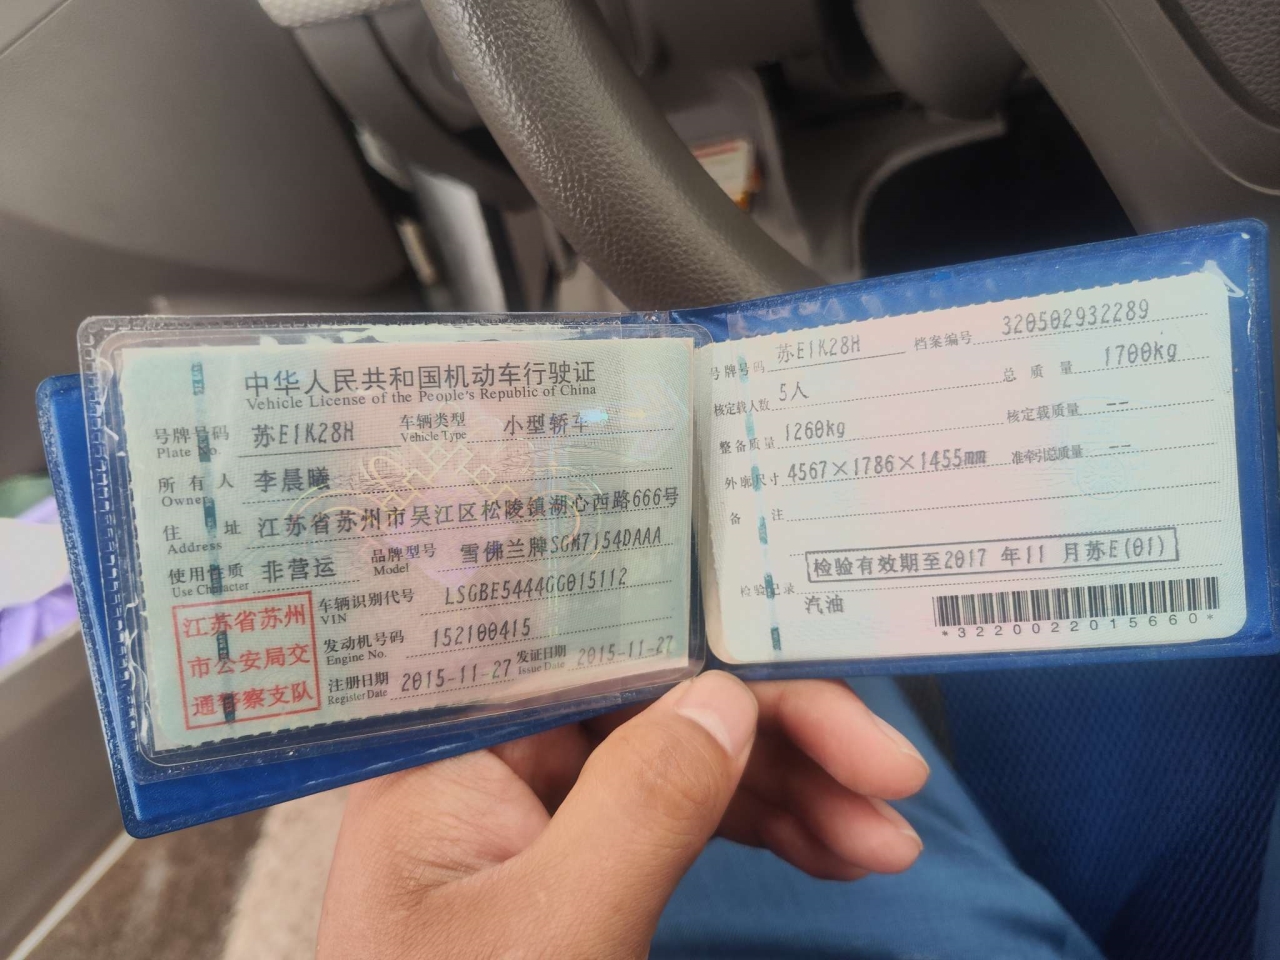 中华人民共和国机动车行驶证
Vehicle License of the People's Republic of China
号牌号码 苏E1K28H 车辆类型 小型轿车
Plate No. Vehicle Type
所有人 李晨曦
Owner
住址 江苏省苏州市吴江区松陵镇湖心西路666号
Address
使用性质 非营运 品牌型号 雪佛兰牌SGM7154DAAA
Use Character Model
江苏省苏州
市公安局交
通警察支队
车辆识别代号 LSGBE5444GG015112
VIN
发动机号码 152100415
Engine No.
注册日期 2015-11-27 发证日期 2015-11-27
Register Date Issue Date
号牌号码 苏E1K28H 档案编号 320502932289
核定载人数 5人 总质量 1700kg
整备质量 1260kg 核定载质量 --
外廓尺寸 4567×1786×1455mm 准牵引总质量 --
备注
检验有效期至2017 年11 月苏E(01)
检验记录
汽油
*3220022015660*